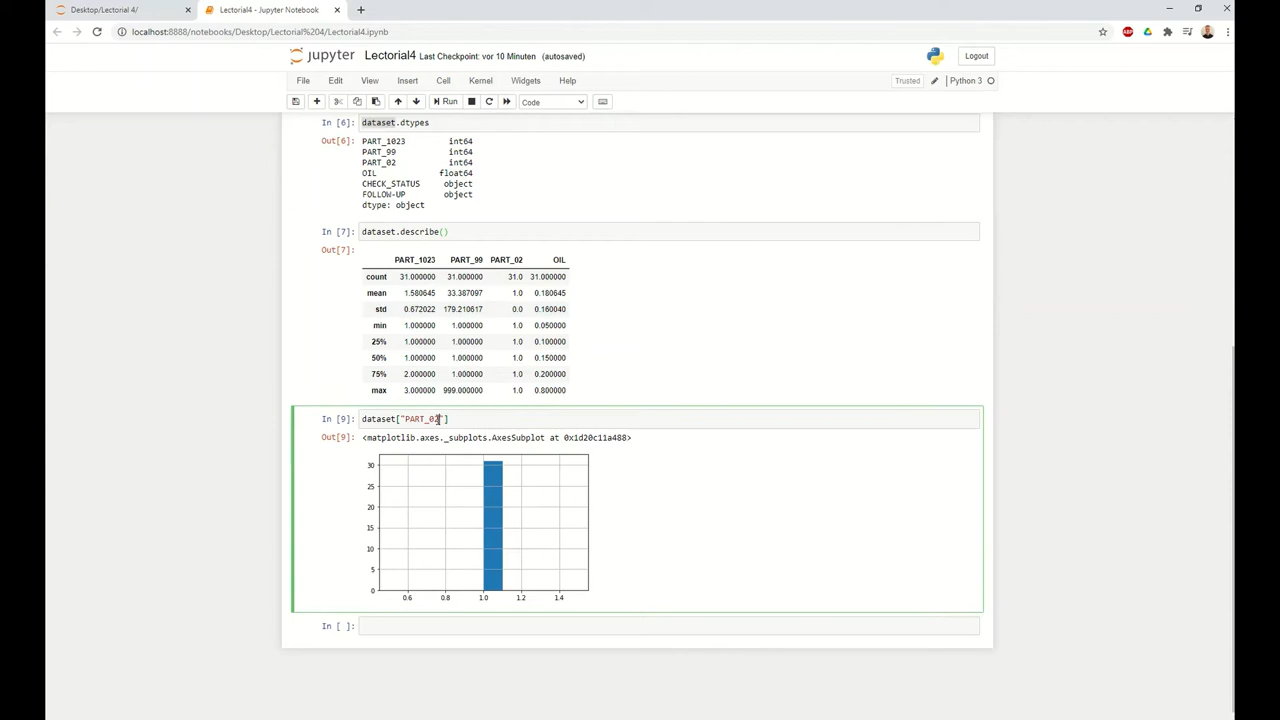 Desktop/Lectorial 4/
Lectorial4 - Jupyter Notebook
localhost:8888/notebooks/Desktop/Lectorial%204/Lectorial4.ipynb
ABP
jupyter Lectorial4 Last Checkpoint: vor 10 Minuten (autosaved)
Logout
File Edit View Insert Cell Kernel Widgets Help
Trusted Python 3
Run Code
In [6]: dataset.dtypes
Out[6]: PART_1023 int64
PART_99 int64
PART_02 int64
OIL float64
CHECK_STATUS object
FOLLOW-UP object
dtype: object
In [7]: dataset.describe()
Out[7]:
PART_1023 PART_99 PART_02 OIL
count 31.000000 31.000000 31.0 31.000000
mean 1.580645 33.387097 1.0 0.180645
std 0.672022 179.210617 0.0 0.160040
min 1.000000 1.000000 1.0 0.050000
25% 1.000000 1.000000 1.0 0.100000
50% 1.000000 1.000000 1.0 0.150000
75% 2.000000 1.000000 1.0 0.200000
max 3.000000 999.000000 1.0 0.800000
In [9]: dataset["PART_02"]
Out[9]: <matplotlib.axes._subplots.AxesSubplot at 0x1d20c11a488>
30
25
20
15
10
5
0
0.6 0.8 1.0 1.2 1.4
In [ ]: